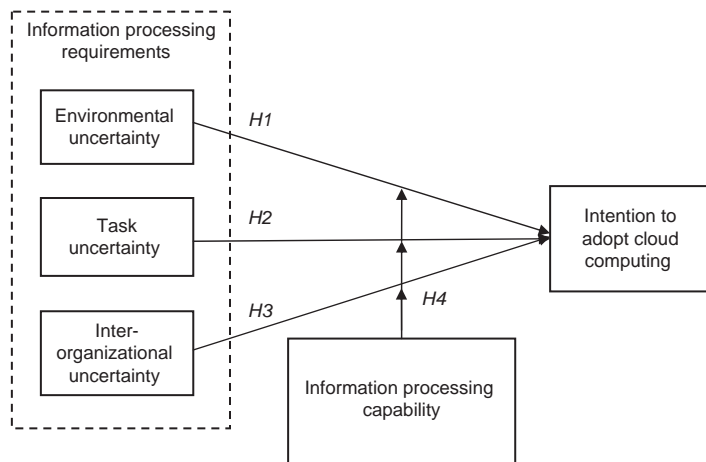 Information processing
requirements
Environmental
uncertainty
H1
Task
uncertainty
H2
Inter-
organizational
uncertainty
H3
H4
Intention to
adopt cloud
computing
Information processing
capability